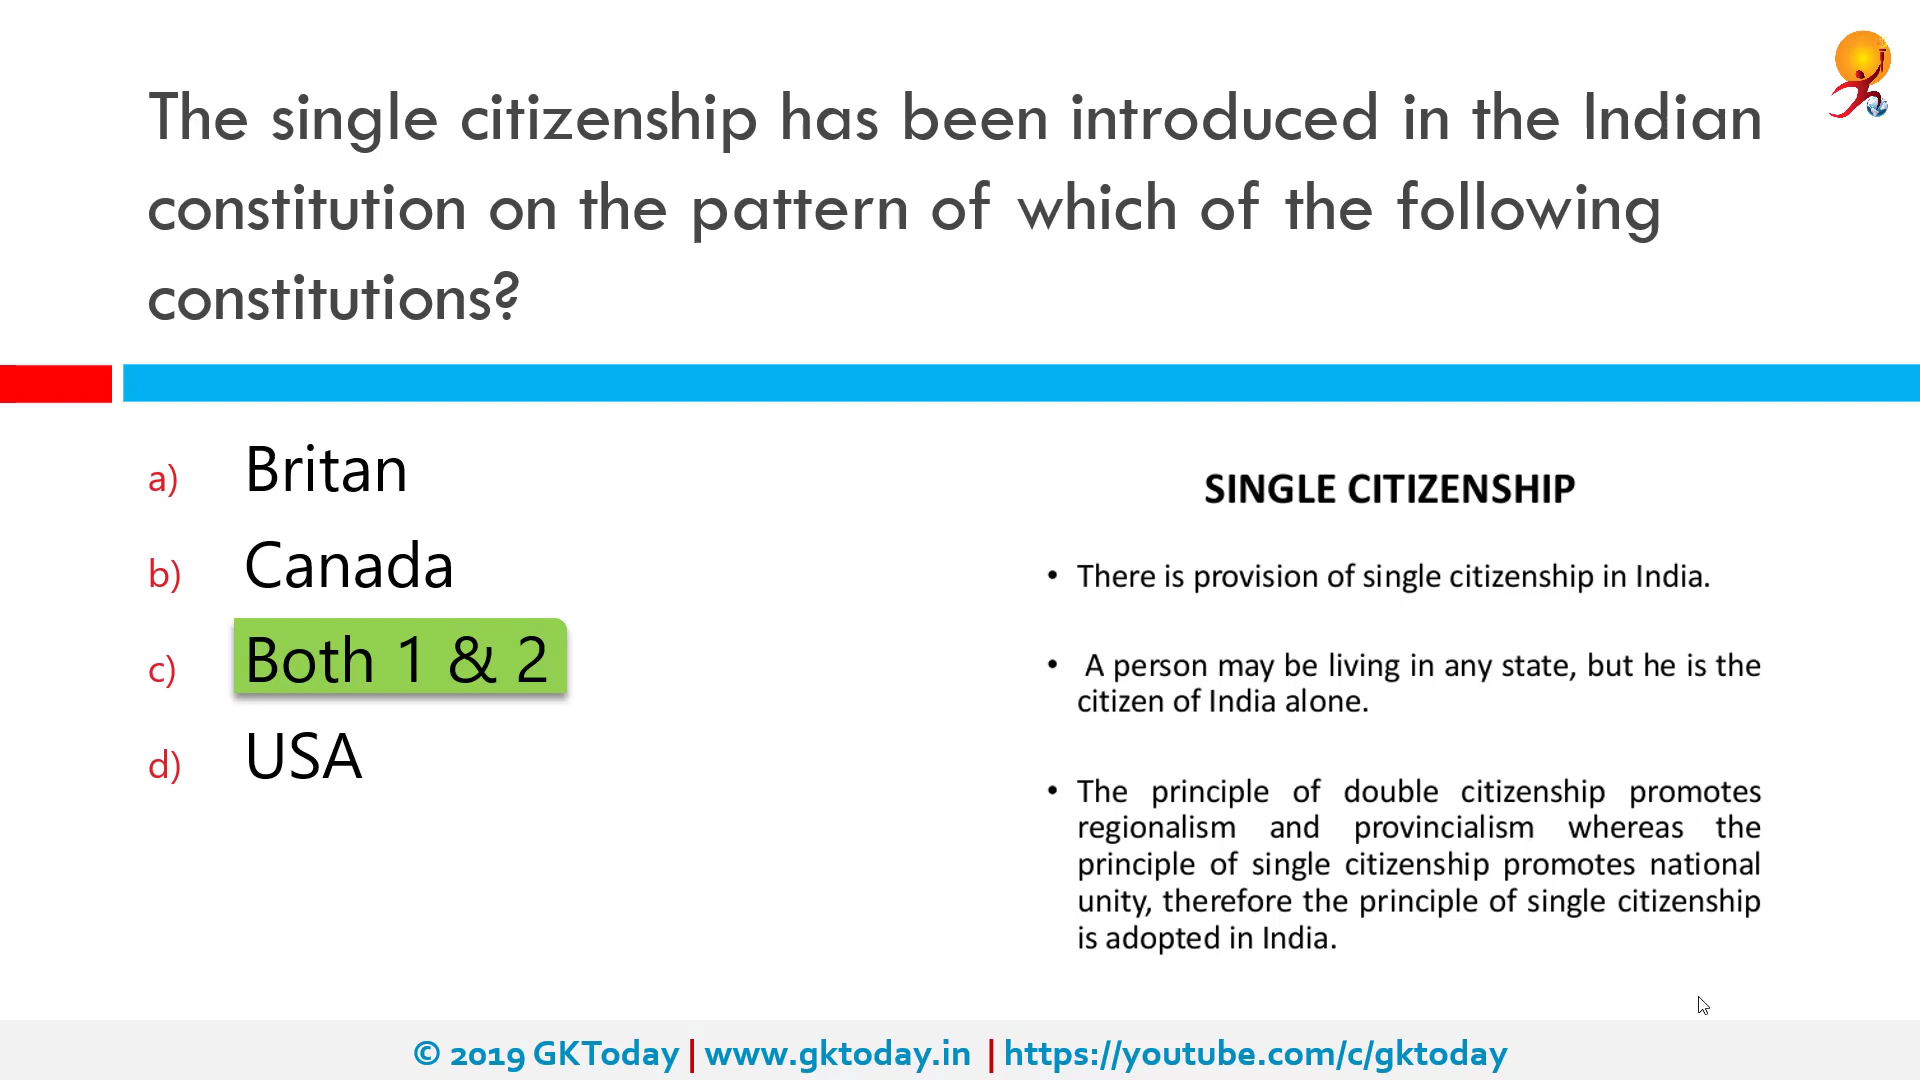 The single citizenship has been introduced in the Indian
constitution on the pattern of which of the following
constitutions?
a) Britan
b) Canada
c) Both 1 & 2
d) USA
SINGLE CITIZENSHIP
• There is provision of single citizenship in India.
• A person may be living in any state, but he is the
citizen of India alone.
• The principle of double citizenship promotes
regionalism and provincialism whereas the
principle of single citizenship promotes national
unity, therefore the principle of single citizenship
is adopted in India.
© 2019 GKToday | www.gktoday.in | https://youtube.com/c/gktoday